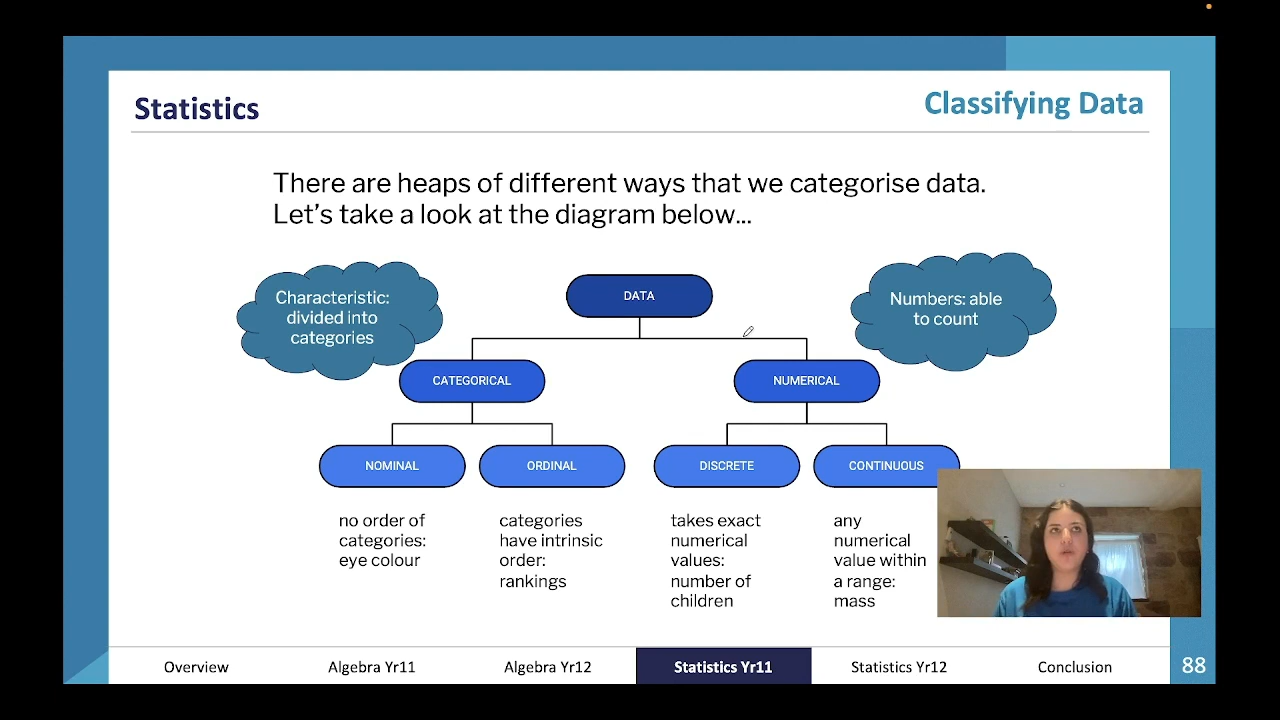 Statistics
Classifying Data
There are heaps of different ways that we categorise data.
Let's take a look at the diagram below...
Characteristic:
divided into
categories
DATA
Numbers: able
to count
CATEGORICAL
NUMERICAL
NOMINAL
ORDINAL
DISCRETE
CONTINUOUS
no order of
categories:
eye colour
categories
have intrinsic
order:
rankings
takes exact
numerical
values:
number of
children
any
numerical
value within
a range:
mass
Overview
Algebra Yr11
Algebra Yr12
Statistics Yr11
Statistics Yr12
Conclusion
88